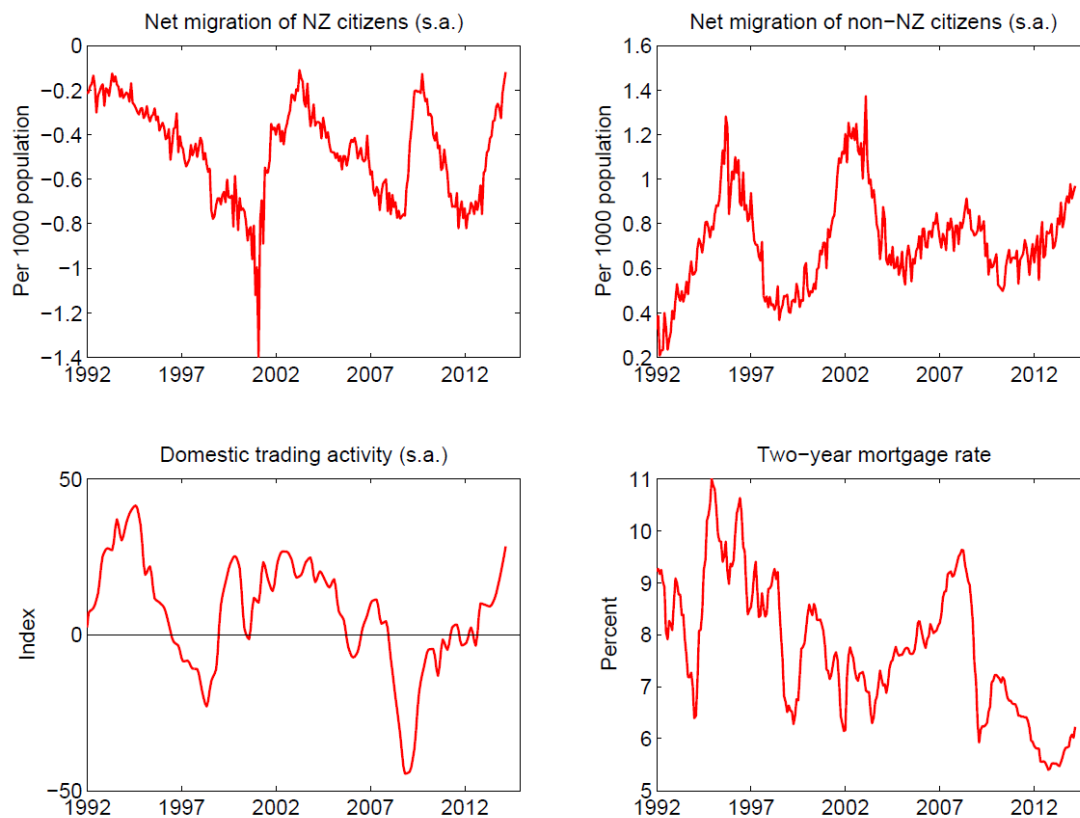 Net migration of NZ citizens (s.a.)
Per 1000 population
0
−0.2
−0.4
−0.6
−0.8
−1
−1.2
−1.4
1992 1997 2002 2007 2012
Net migration of non−NZ citizens (s.a.)
Per 1000 population
1.6
1.4
1.2
1
0.8
0.6
0.4
0.2
1992 1997 2002 2007 2012
Domestic trading activity (s.a.)
Index
50
0
−50
1992 1997 2002 2007 2012
Two−year mortgage rate
Percent
11
10
9
8
7
6
5
1992 1997 2002 2007 2012